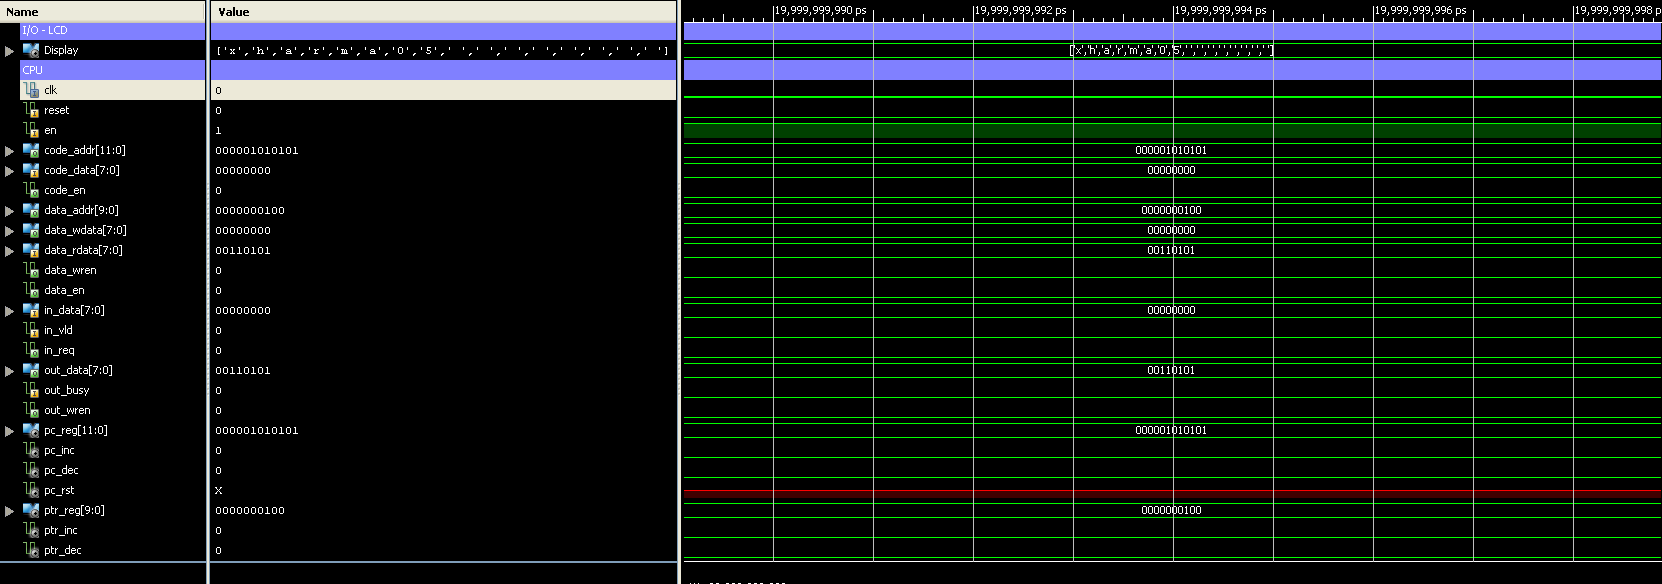 Name Value 19,999,999,990 ps 19,999,999,992 ps 19,999,999,994 ps 19,999,999,996 ps 19,999,999,998 p
I/O - LCD
Display ['x','h','a','r','m','a','0','5',' ',' ',' ',' ',' ',' ',' ',' '] ['x','h','a','r','m','a','0','5',' ',' ',' ',' ',' ',' ',' ',' ']
CPU
clk 0
reset 0
en 1
code_addr[11:0] 000001010101 000001010101
code_data[7:0] 00000000 00000000
code_en 0
data_addr[9:0] 0000000100 0000000100
data_wdata[7:0] 00000000 00000000
data_rdata[7:0] 00110101 00110101
data_wren 0
data_en 0
in_data[7:0] 00000000 00000000
in_vld 0
in_req 0
out_data[7:0] 00110101 00110101
out_busy 0
out_wren 0
pc_reg[11:0] 000001010101 000001010101
pc_inc 0
pc_dec 0
pc_rst X
ptr_reg[9:0] 0000000100 0000000100
ptr_inc 0
ptr_dec 0